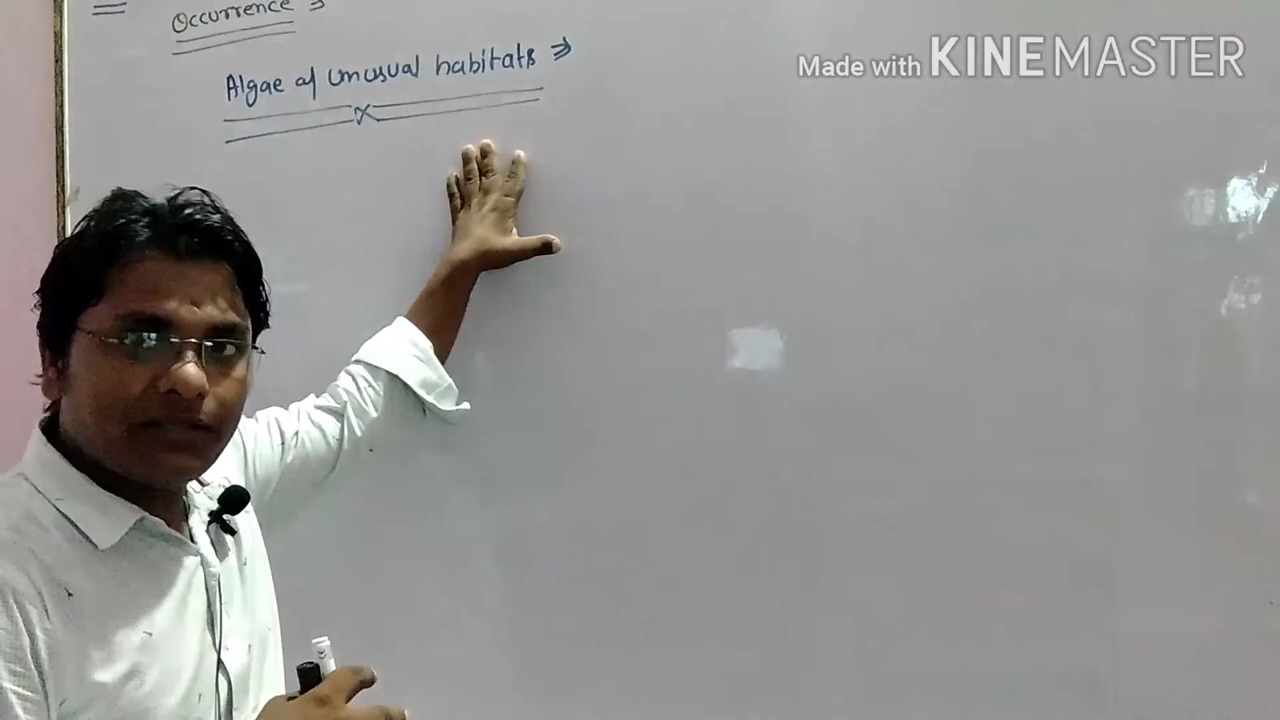 Occurrence ⇒
Algae of unusual habitats ⇒
Made with KINEMASTER